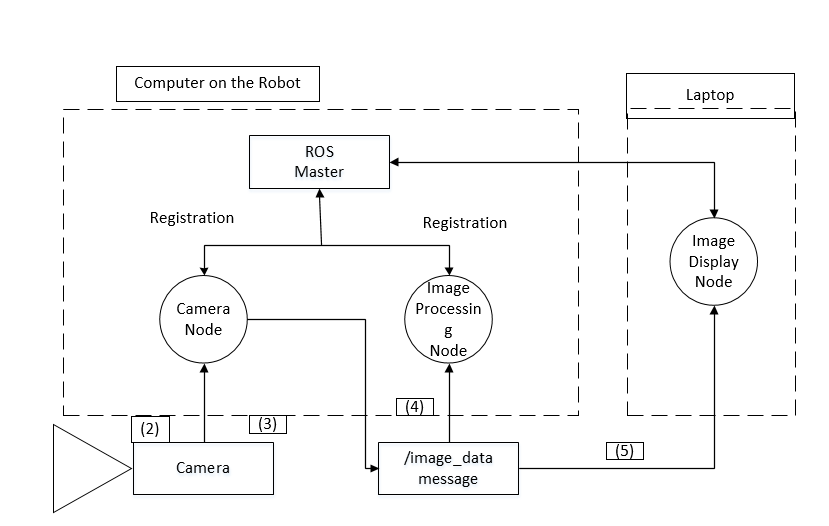 Computer on the Robot
Laptop
ROS
Master
Registration
Registration
Image
Display
Node
Camera
Node
Image
Processin
g
Node
(4)
(2)
(3)
(5)
Camera
/image_data
message